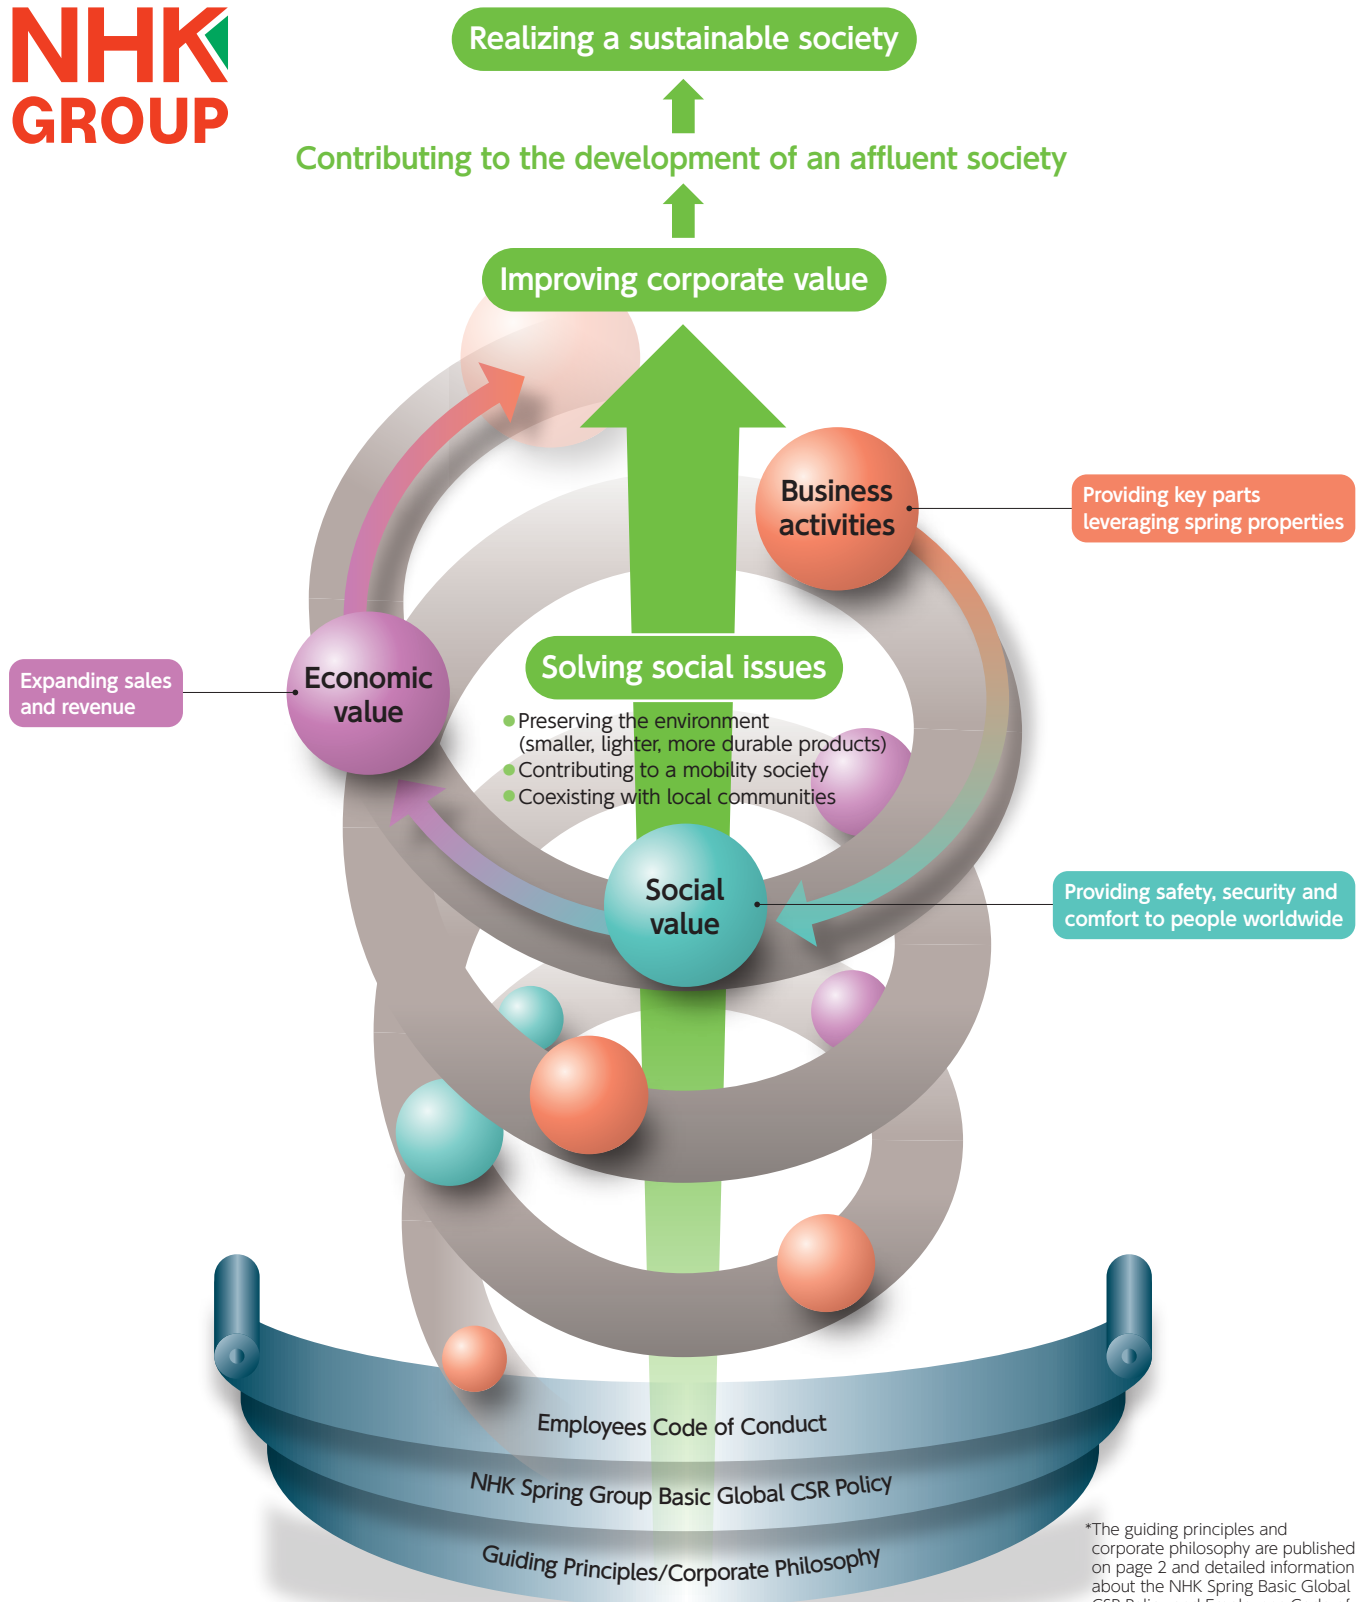 NHK
GROUP
Realizing a sustainable society
Contributing to the development of an affluent society
Improving corporate value
Business
activities
Providing key parts
leveraging spring properties
Solving social issues
Economic
value
Expanding sales
and revenue
Preserving the environment
(smaller, lighter, more durable products)
Contributing to a mobility society
Coexisting with local communities
Social
value
Providing safety, security and
comfort to people worldwide
Employees Code of Conduct
NHK Spring Group Basic Global CSR Policy
Guiding Principles/Corporate Philosophy
*The guiding principles and
corporate philosophy are published
on page 2 and detailed information
about the NHK Spring Basic Global